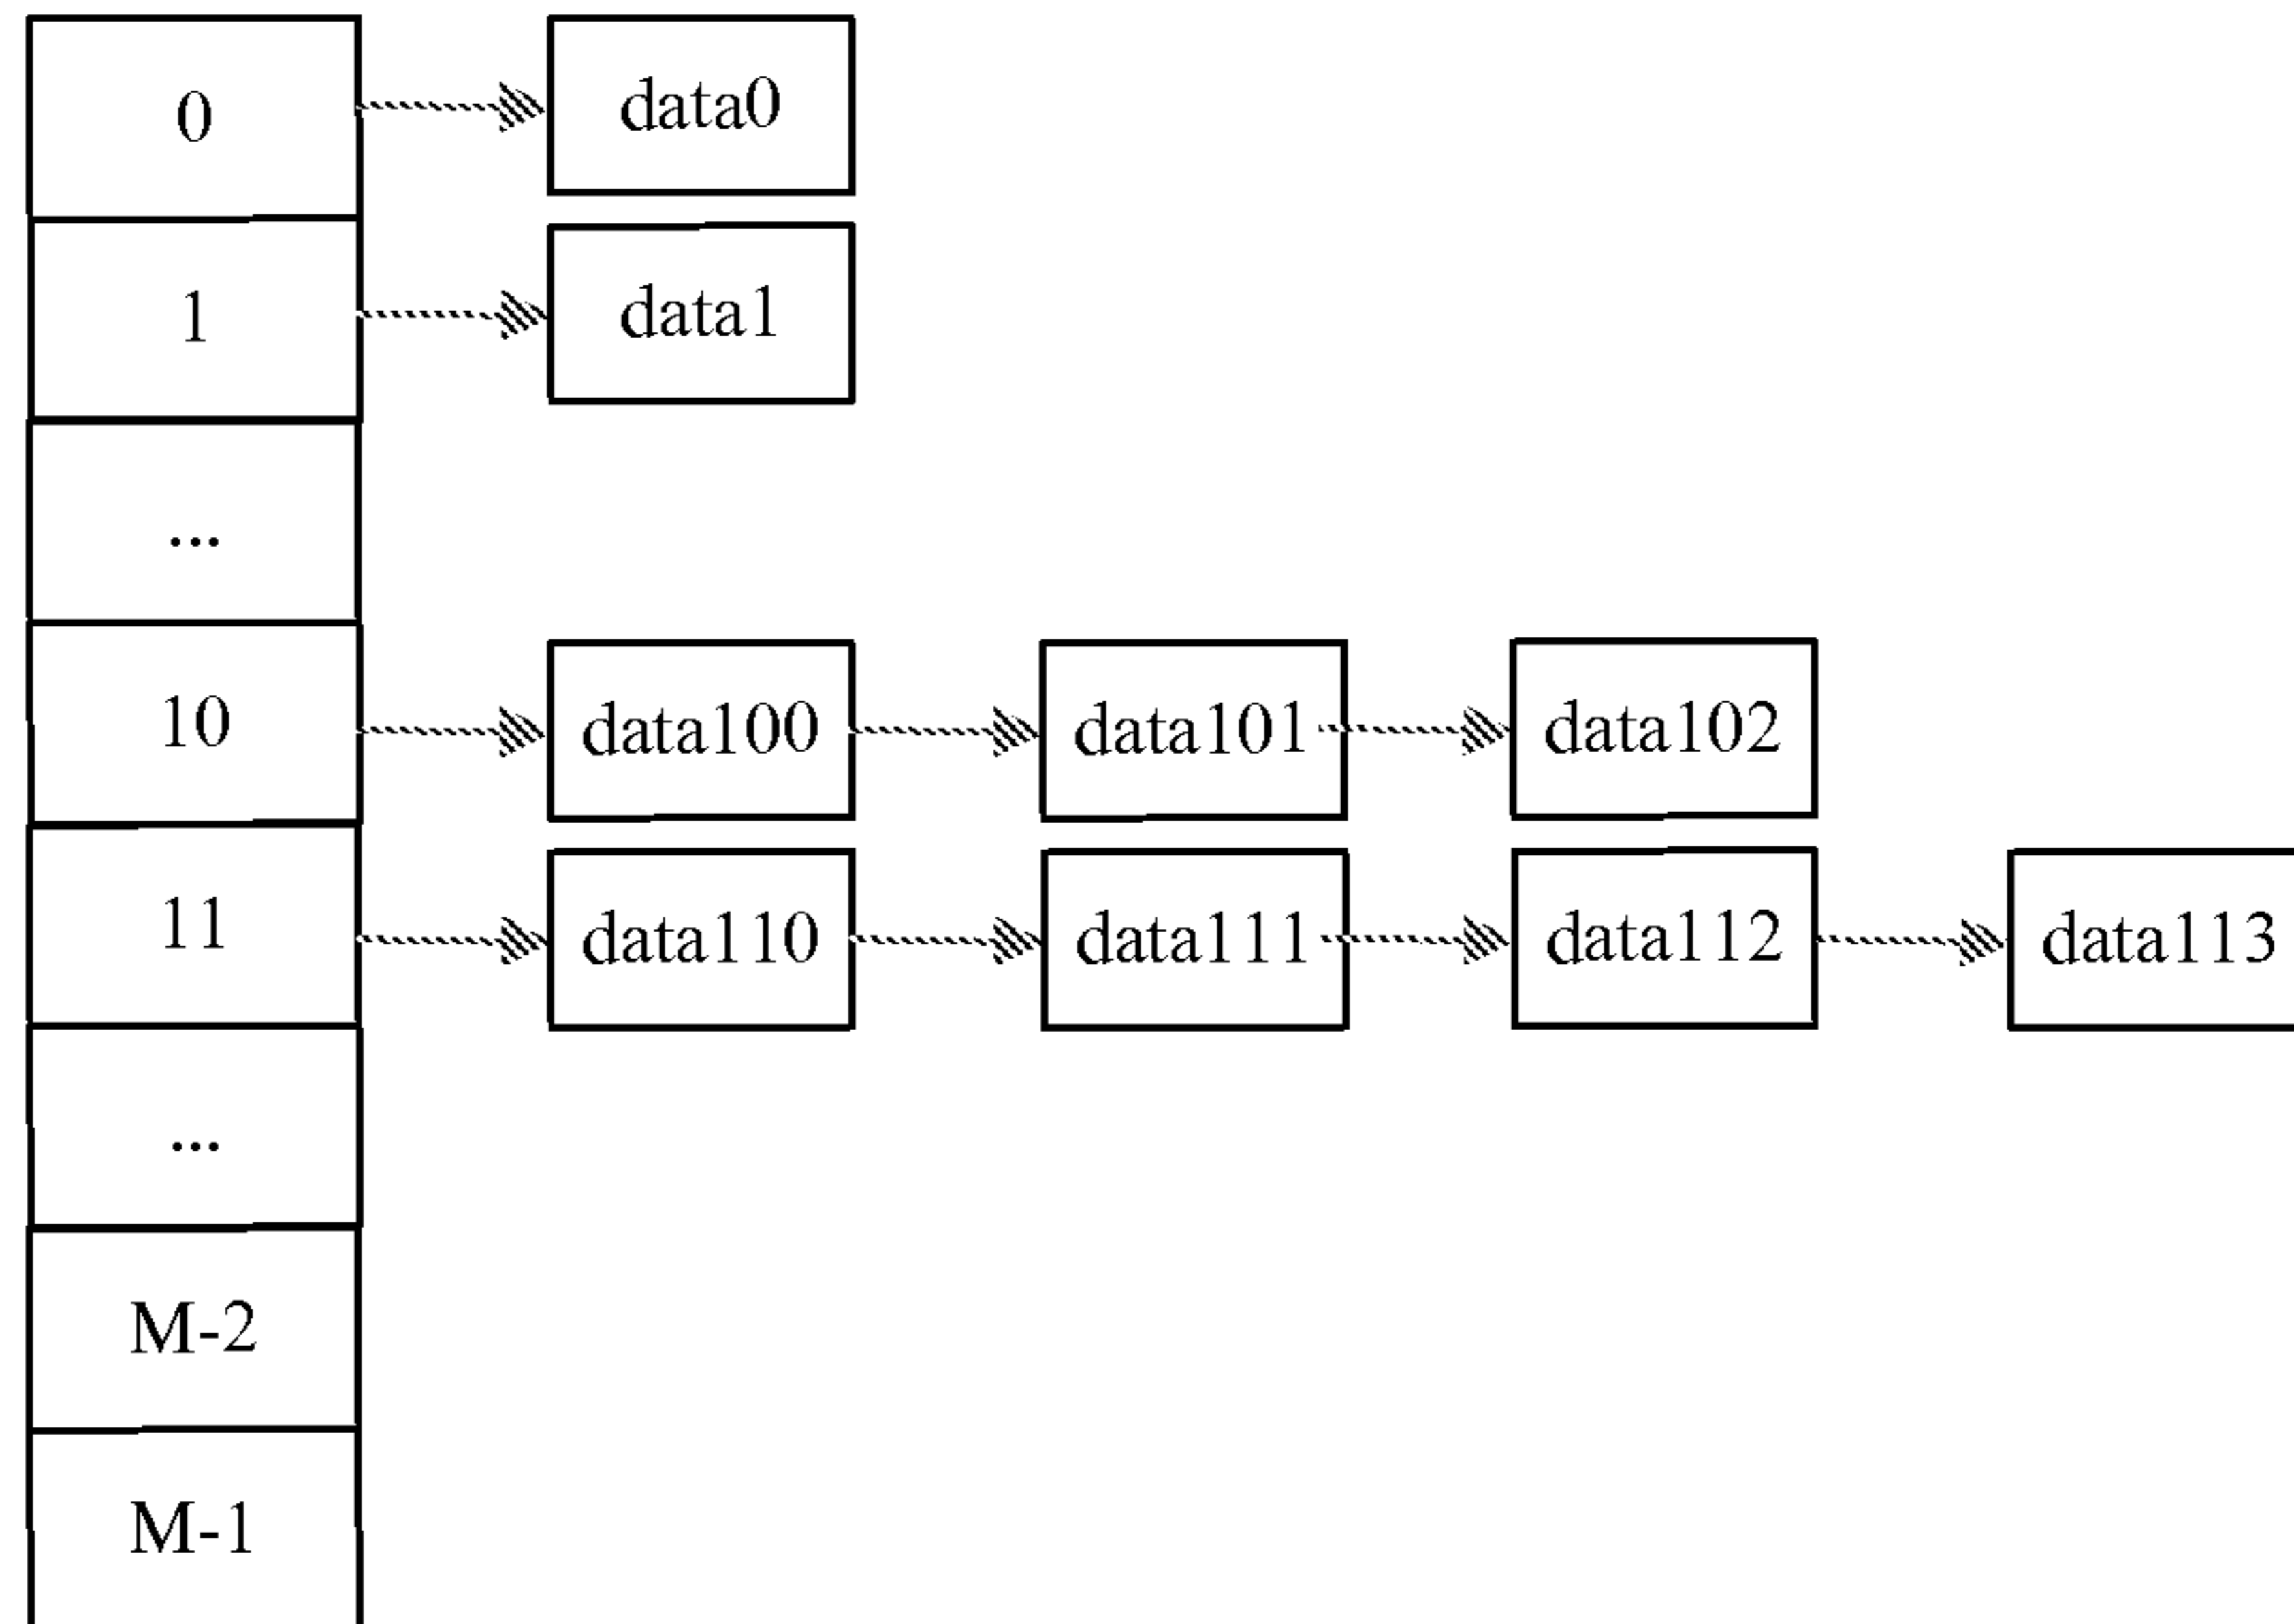 0 data0
1 data1
...
10 data100 data101 data102
11 data110 data111 data112 data113
...
M-2
M-1